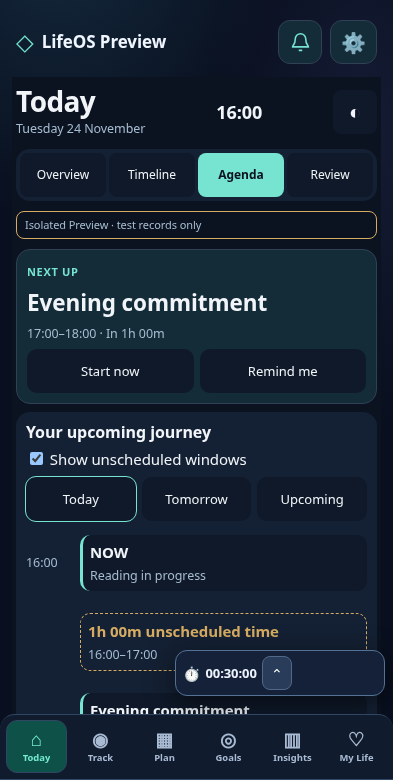 LifeOS Preview
Today
Tuesday 24 November
16:00
Overview
Timeline
Agenda
Review
Isolated Preview · test records only
NEXT UP
Evening commitment
17:00–18:00 · In 1h 00m
Start now
Remind me
Your upcoming journey
Show unscheduled windows
Today
Tomorrow
Upcoming
16:00
NOW
Reading in progress
1h 00m unscheduled time
16:00–17:00
00:30:00
Evening commitment
Today
Track
Plan
Goals
Insights
My Life